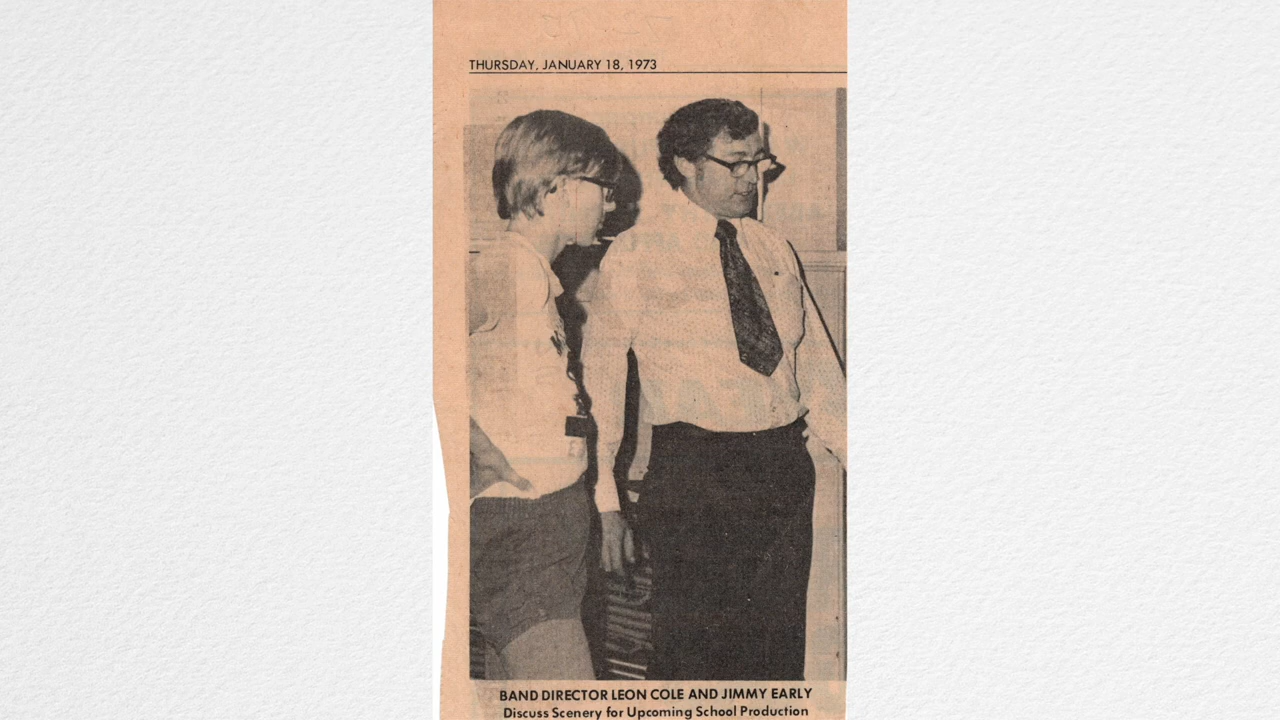 THURSDAY, JANUARY 18, 1973
BAND DIRECTOR LEON COLE AND JIMMY EARLY
Discuss Scenery for Upcoming School Production